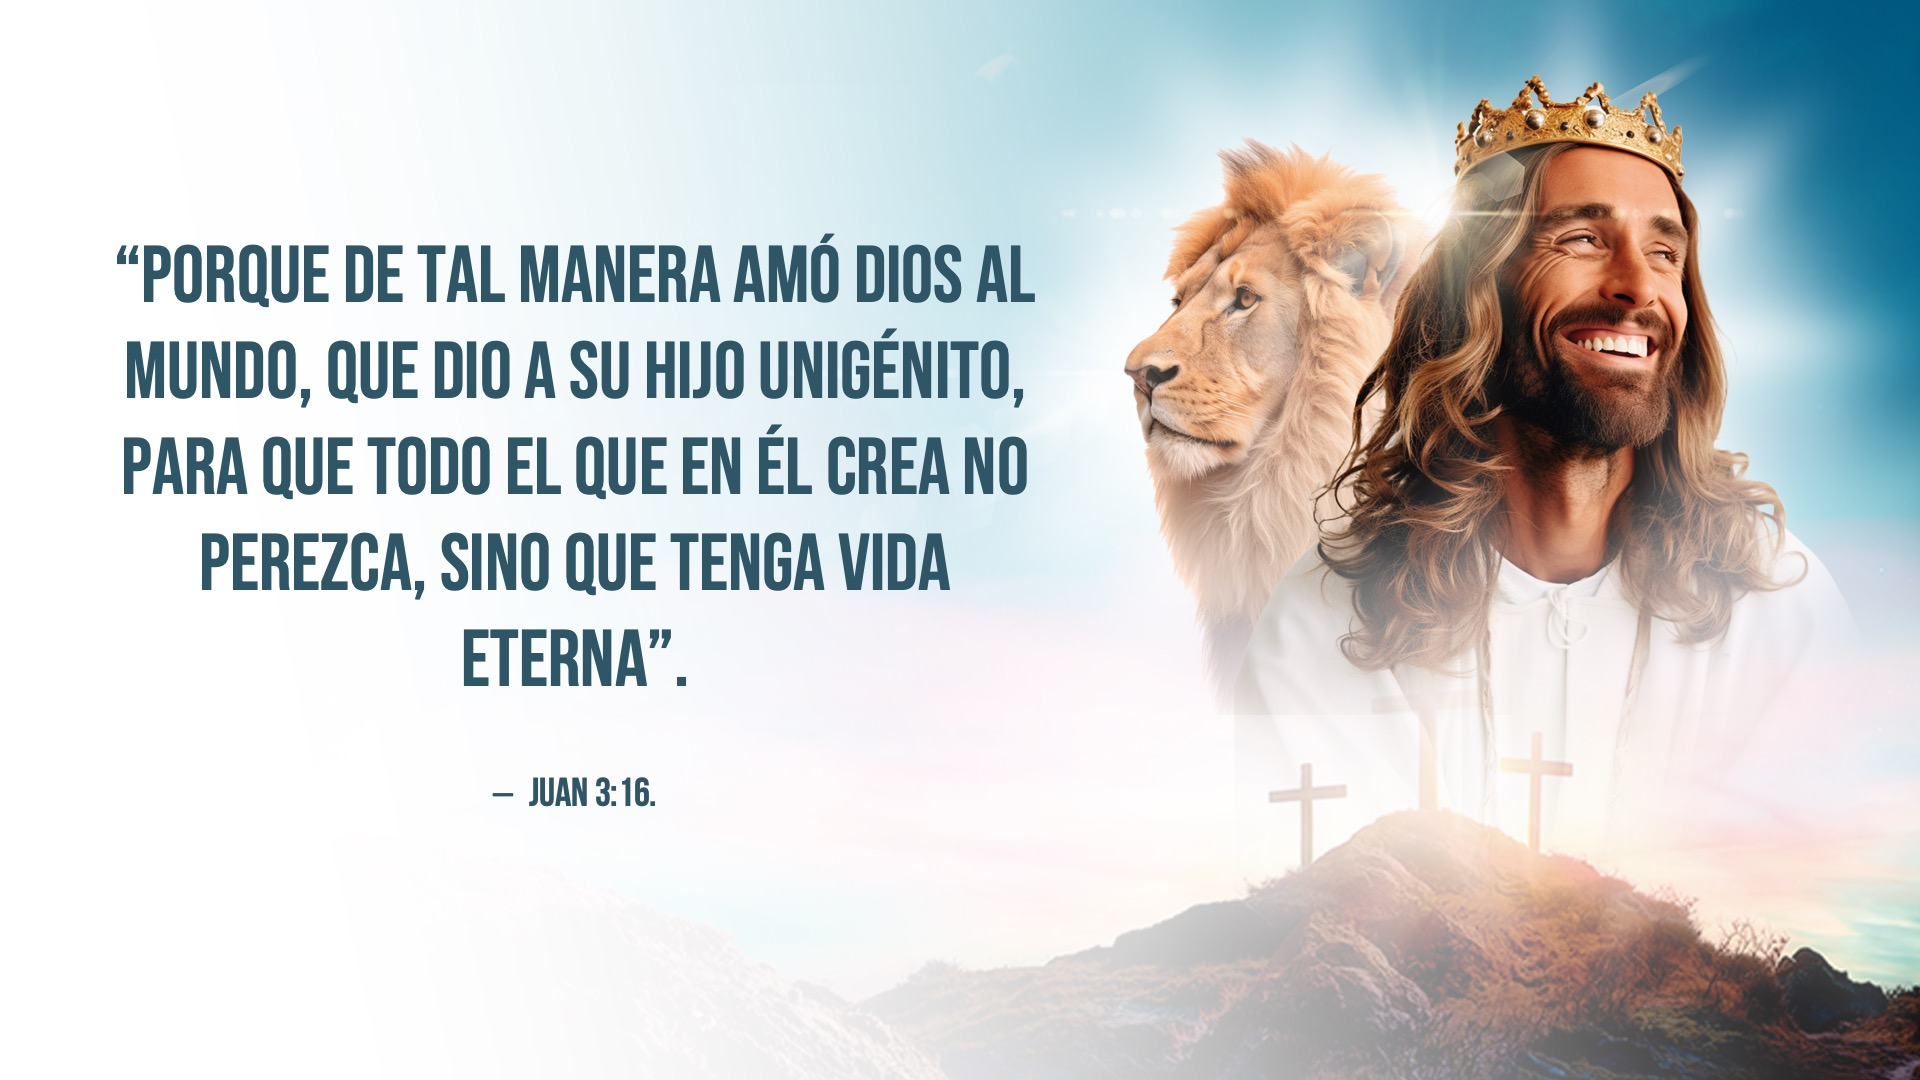 “PORQUE DE TAL MANERA AMÓ DIOS AL
MUNDO, QUE DIO A SU HIJO UNIGÉNITO,
PARA QUE TODO EL QUE EN ÉL CREA NO
PEREZCA, SINO QUE TENGA VIDA
ETERNA”.
– JUAN 3:16.